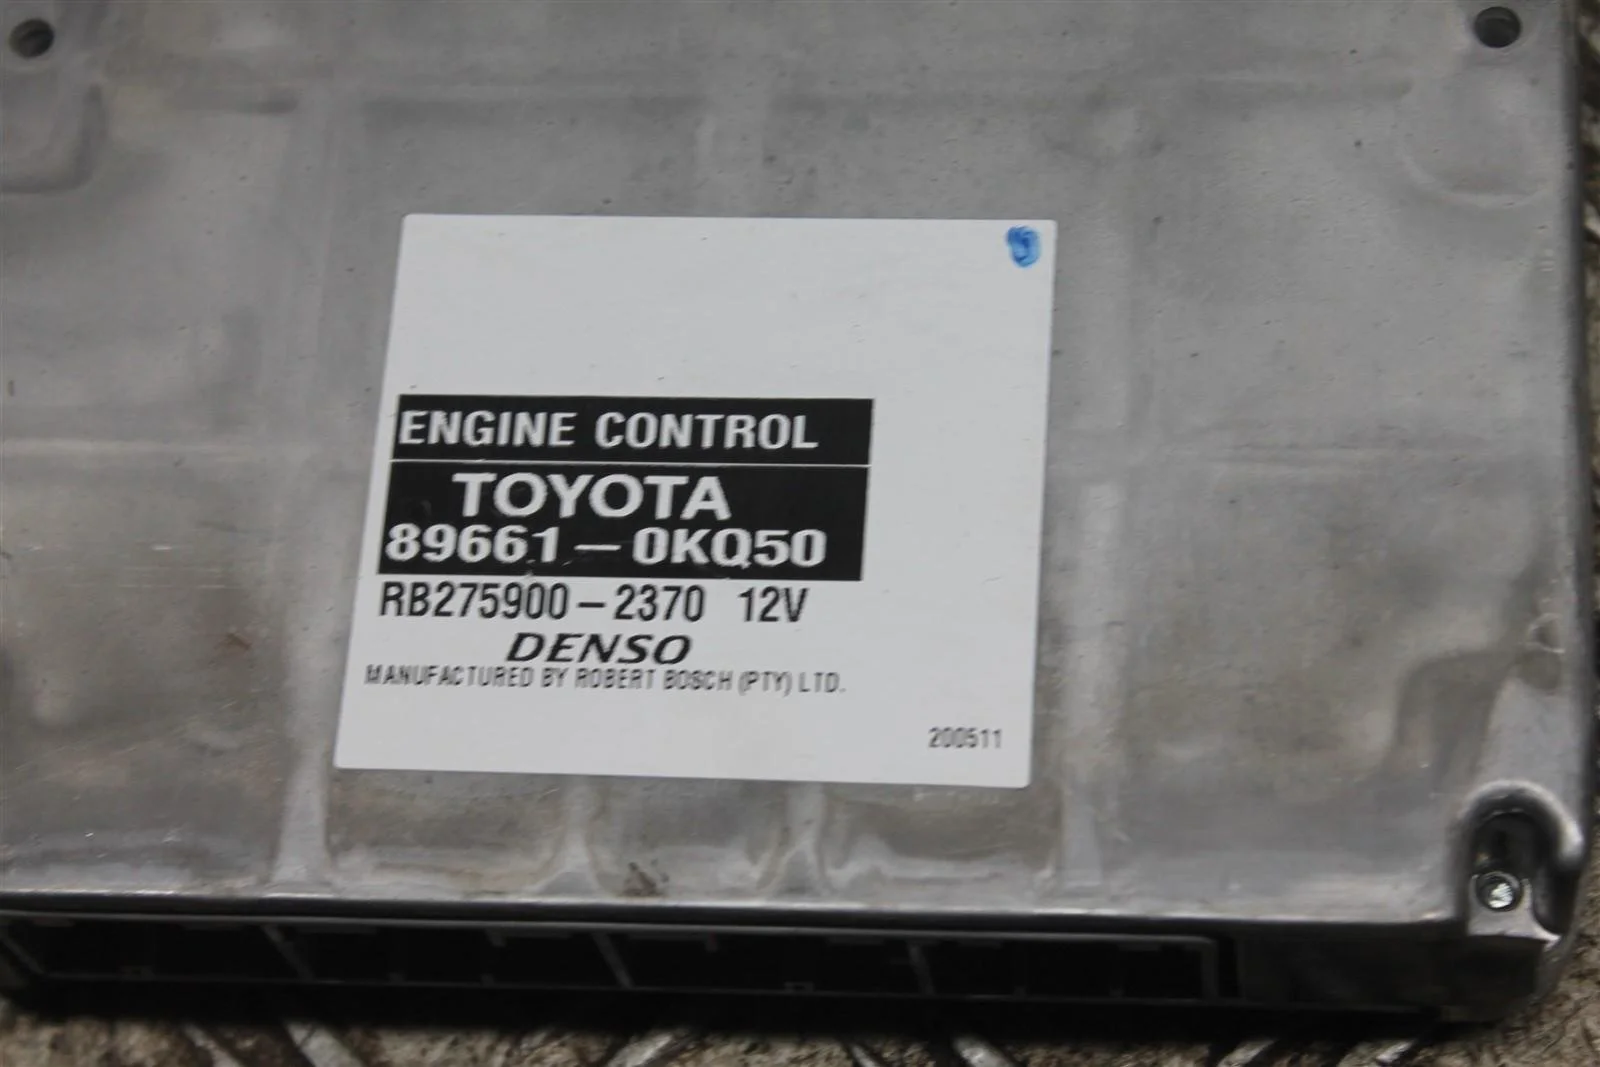 ENGINE CONTROL
TOYOTA
89661-0KQ50
RB275900-2370 12V
DENSO
MANUFACTURED BY ROBERT BOSCH (PTY) LTD.
200511